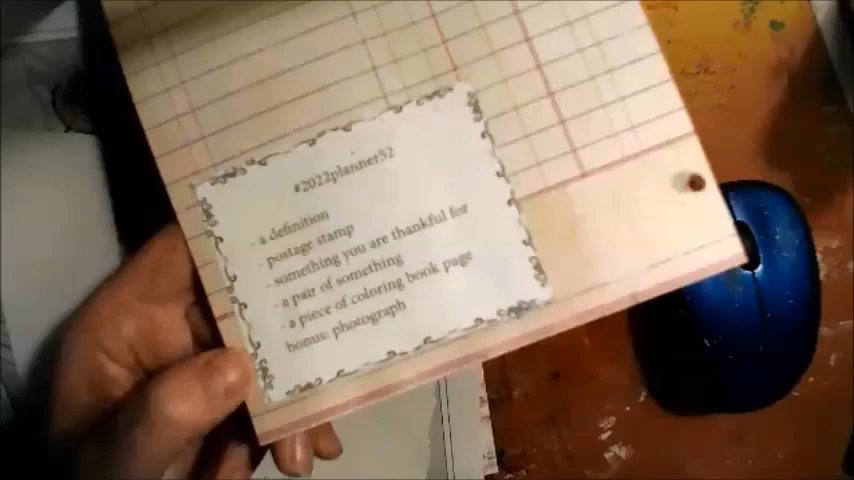 #2022planner52
- a definition
- postage stamp
- something you are thankful for
- a pair of something
- a piece of coloring book page
bonus: photograph